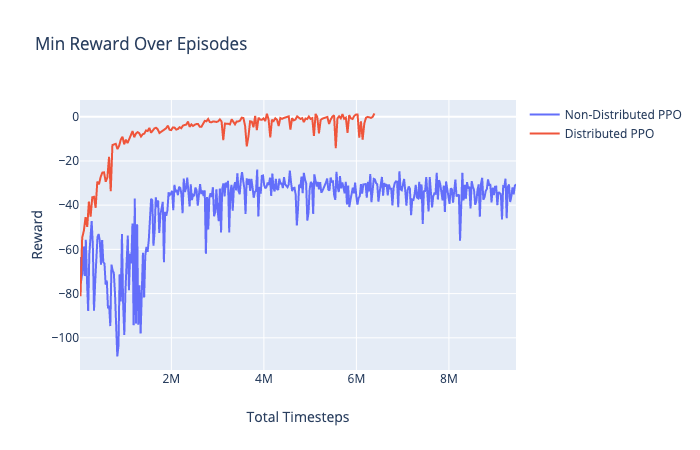 Min Reward Over Episodes
Non-Distributed PPO
Distributed PPO
0
−20
−40
−60
−80
−100
Reward
2M
4M
6M
8M
Total Timesteps